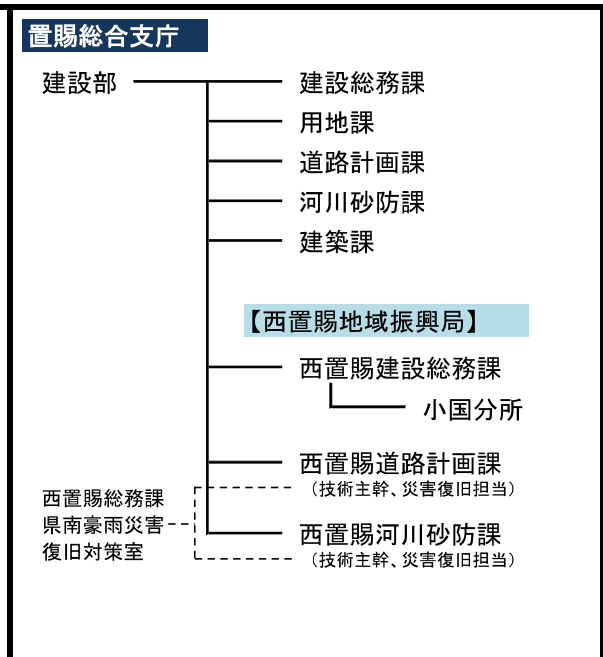 置賜総合支庁
建設部
建設総務課
用地課
道路計画課
河川砂防課
建築課
【西置賜地域振興局】
西置賜建設総務課
小国分所
西置賜道路計画課
（技術主幹、災害復旧担当）
西置賜総務課
県南豪雨災害
復旧対策室
西置賜河川砂防課
（技術主幹、災害復旧担当）